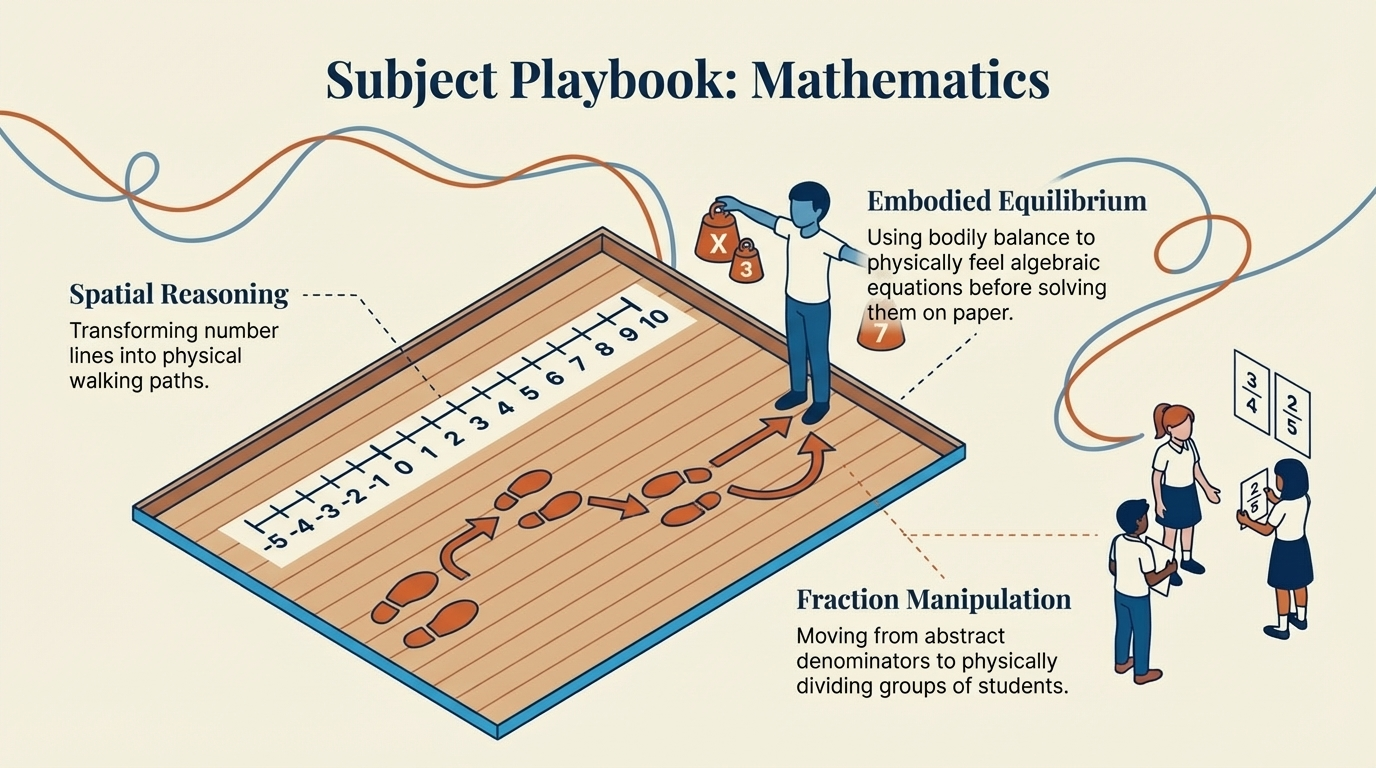 Subject Playbook: Mathematics
Spatial Reasoning
Transforming number
lines into physical
walking paths.
-5 -4 -3 -2 -1 0 1 2 3 4 5 6 7 8 9 10
X
3
Embodied Equilibrium
Using bodily balance to
physically feel algebraic
equations before solving
them on paper.
7
3/4
2/5
2/5
Fraction Manipulation
Moving from abstract
denominators to physically
dividing groups of students.